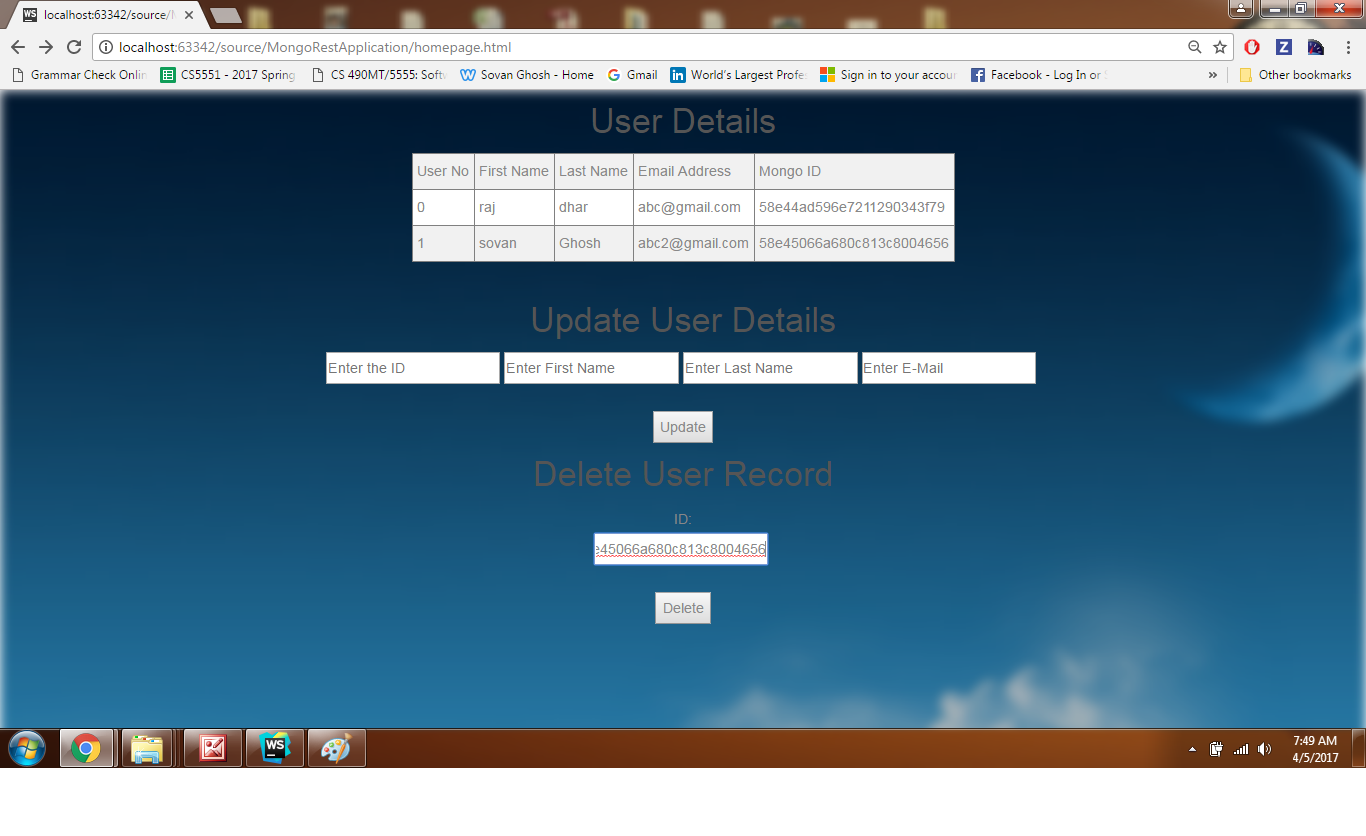 WS localhost:63342/source/M
localhost:63342/source/MongoRestApplication/homepage.html
Z
Grammar Check Onlin CS5551 - 2017 Spring CS 490MT/5555: Softw Sovan Ghosh - Home G Gmail in World's Largest Profe Sign in to your accour f Facebook - Log In or S » Other bookmarks
User Details
User No First Name Last Name Email Address Mongo ID
0 raj dhar abc@gmail.com 58e44ad596e7211290343f79
1 sovan Ghosh abc2@gmail.com 58e45066a680c813c8004656
Update User Details
Enter the ID Enter First Name Enter Last Name Enter E-Mail
Update
Delete User Record
ID:
e45066a680c813c8004656
Delete
WS
7:49 AM
4/5/2017